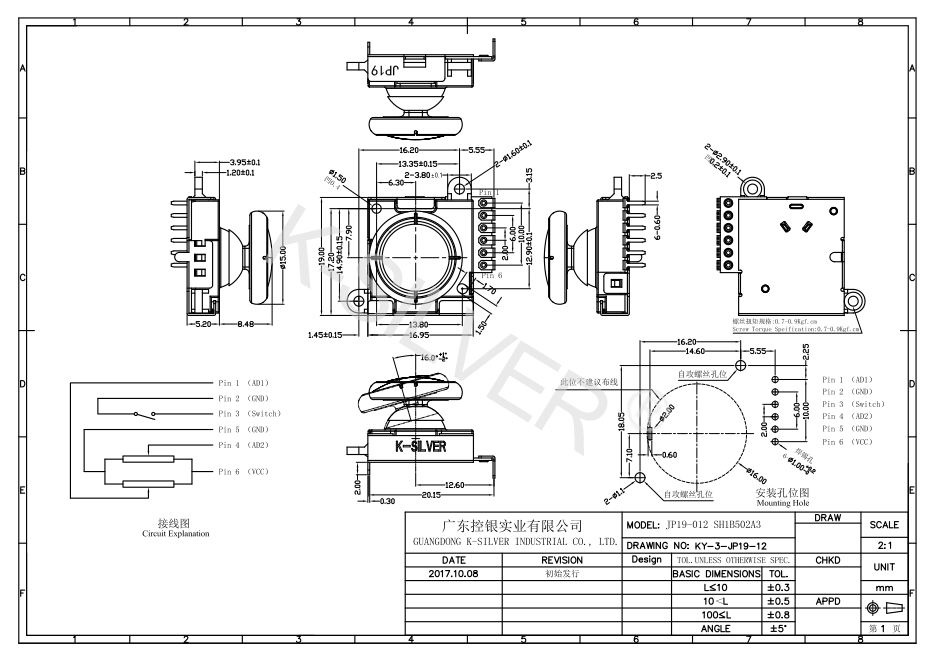 1 2 3 4 5 6 7 8
A
A
JP19
16.20
5.55
2-ø1.60±0.1
3.95±0.1
1.20±0.1
13.35±0.15
2-3.80±0.1
6.30
ø1.50
3.15
Pin 1
2.5
2-ø2.90±0.1
B
B
6-0.60
ø15.00
19.00
17.20
14.90±0.15
7.90
2.00
6.00
10.00
12.90±0.1
Pin 6
C
C
1.70
1.50
5.20
8.48
1.45±0.15
13.80
16.95
螺丝扭矩规格:0.7-0.9Kgf.cm
Screw Torque Speification:0.7-0.9Kgf.cm
K-SILVER®
16.20
14.60
5.55
2.25
16.0°
自攻螺丝孔位
此位不建议布线
D
D
Pin 1 （AD1）
Pin 2 （GND）
Pin 3 （Switch）
Pin 5 （GND）
Pin 4 （AD2）
Pin 6 （VCC）
Pin 1 （AD1）
Pin 2 （GND）
Pin 3 （Switch）
Pin 4 （AD2）
Pin 5 （GND）
Pin 6 （VCC）
ø2.00
18.05
7.10
0.60
2.00
6.00
10.00
焊锡孔
ø16.00
2-ø1.1
自攻螺丝孔位
K-SILVER
2.00
0.30
12.60
20.15
E
E
接线图
Circuit Explanation
安装孔位图
Mounting Hole
广东控银实业有限公司
GUANGDONG K-SILVER INDUSTRIAL CO., LTD.
MODEL: JP19-012 SH1B502A3
DRAWING NO: KY-3-JP19-12
DRAW
SCALE
2:1
DATE
REVISION
Design
TOL.UNLESS OTHERWISE SPEC.
CHKD
UNIT
2017.10.08
初始发行
BASIC DIMENSIONS
TOL.
mm
L≤10
±0.3
10<L
±0.5
APPD
100≤L
±0.8
ANGLE
±5°
第 1 页
F
F
1 2 3 4 5 6 7 8